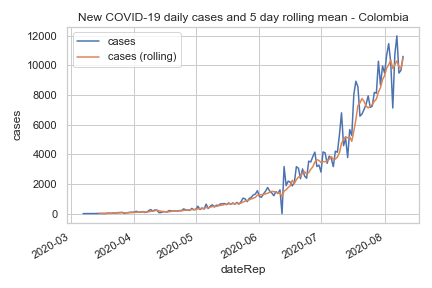 New COVID-19 daily cases and 5 day rolling mean - Colombia
12000
10000
8000
6000
4000
2000
0
cases
cases
cases (rolling)
2020-03
2020-04
2020-05
2020-06
2020-07
2020-08
dateRep